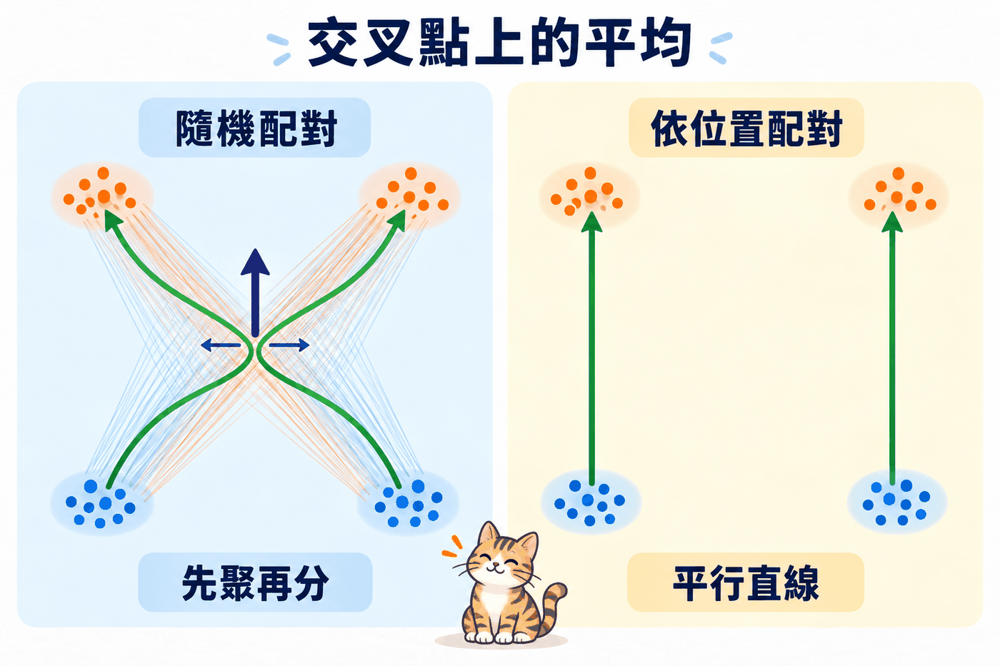 交叉點上的平均
隨機配對
依位置配對
先聚再分
平行直線